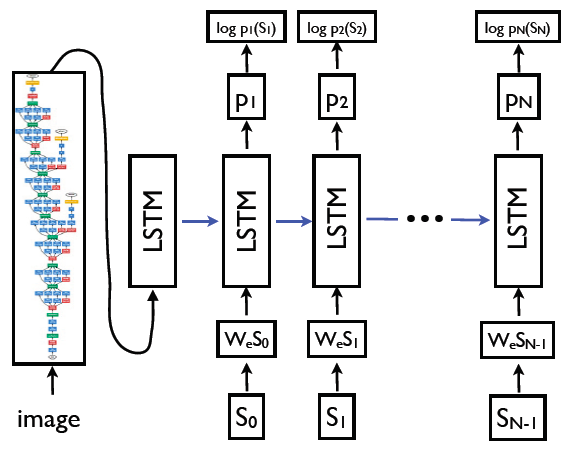 log p1(S1) log p2(S2) log pN(SN)
p1 p2 pN
LSTM LSTM LSTM LSTM
WeS0 WeS1 WeSN-1
S0 S1 SN-1
image